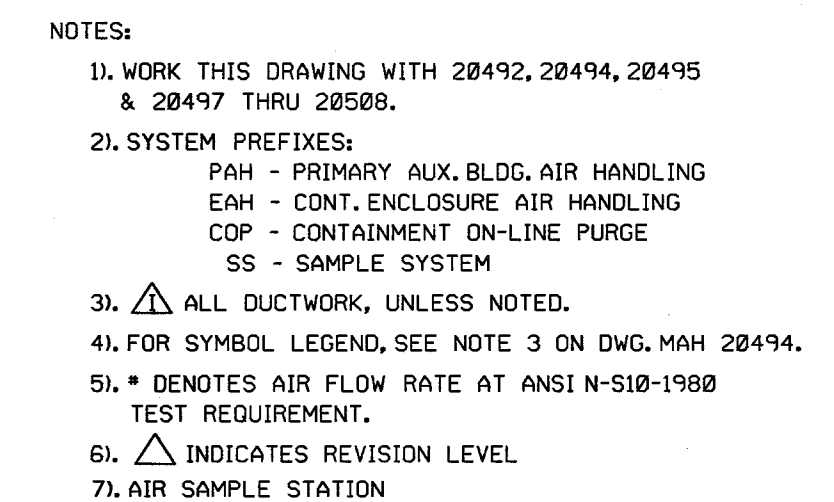 NOTES:
1). WORK THIS DRAWING WITH 20492, 20494, 20495
& 20497 THRU 20508.
2). SYSTEM PREFIXES:
PAH - PRIMARY AUX. BLDG. AIR HANDLING
EAH - CONT. ENCLOSURE AIR HANDLING
COP - CONTAINMENT ON-LINE PURGE
SS - SAMPLE SYSTEM
3). I ALL DUCTWORK, UNLESS NOTED.
4). FOR SYMBOL LEGEND, SEE NOTE 3 ON DWG. MAH 20494.
5). * DENOTES AIR FLOW RATE AT ANSI N-S10-1980
TEST REQUIREMENT.
6). INDICATES REVISION LEVEL
7). AIR SAMPLE STATION